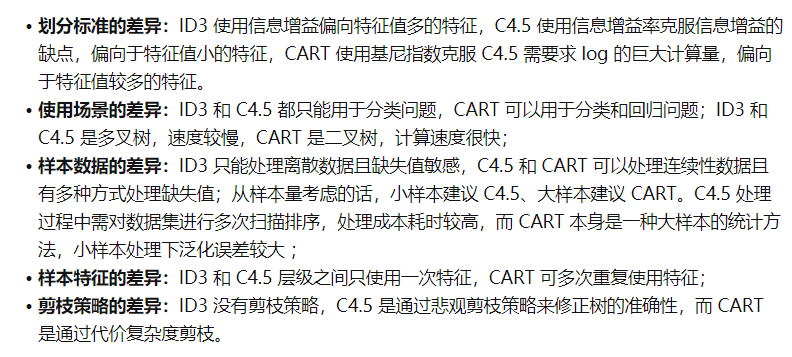 • 划分标准的差异：ID3 使用信息增益偏向特征值多的特征，C4.5 使用信息增益率克服信息增益的
缺点，偏向于特征值小的特征，CART 使用基尼指数克服 C4.5 需要求 log 的巨大计算量，偏向
于特征值较多的特征。
• 使用场景的差异：ID3 和 C4.5 都只能用于分类问题，CART 可以用于分类和回归问题；ID3 和
C4.5 是多叉树，速度较慢，CART 是二叉树，计算速度很快；
• 样本数据的差异：ID3 只能处理离散数据且缺失值敏感，C4.5 和 CART 可以处理连续性数据且
有多种方式处理缺失值；从样本量考虑的话，小样本建议 C4.5、大样本建议 CART。C4.5 处理
过程中需对数据集进行多次扫描排序，处理成本耗时较高，而 CART 本身是一种大样本的统计方
法，小样本处理下泛化误差较大 ；
• 样本特征的差异：ID3 和 C4.5 层级之间只使用一次特征，CART 可多次重复使用特征；
• 剪枝策略的差异：ID3 没有剪枝策略，C4.5 是通过悲观剪枝策略来修正树的准确性，而 CART
是通过代价复杂度剪枝。